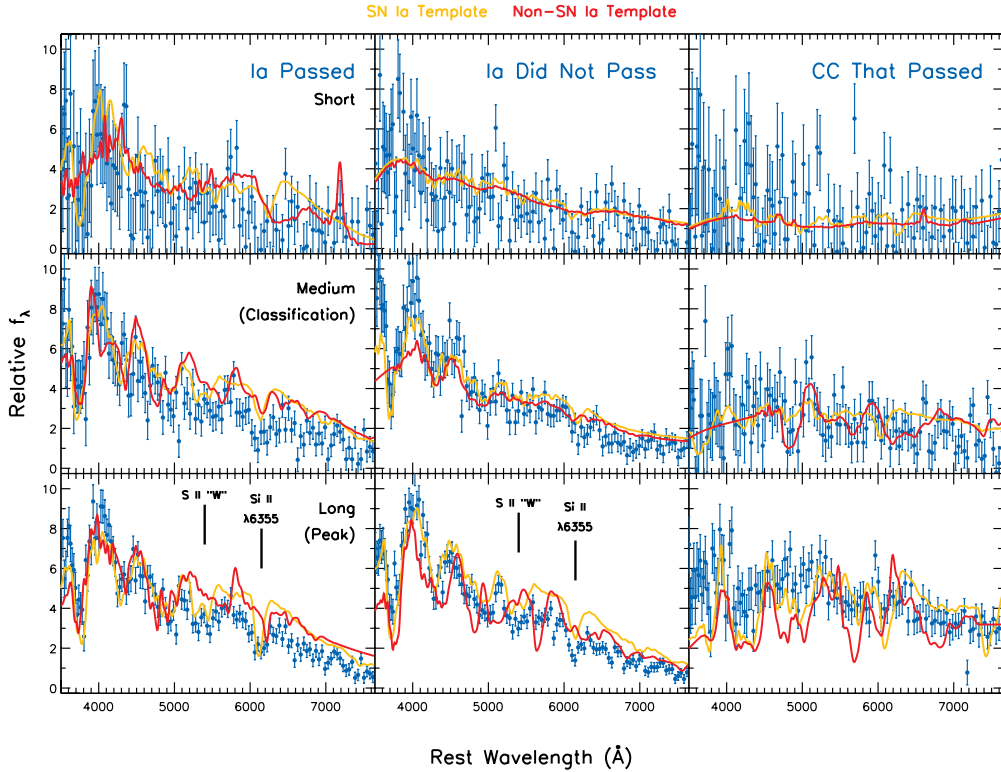 SN Ia Template Non-SN Ia Template
Ia Passed
Short
Ia Did Not Pass
CC That Passed
10
8
6
4
2
0
Medium
(Classification)
10
8
6
4
2
0
Relative fλ
S II "W"
Si II
λ6355
Long
(Peak)
S II "W"
Si II
λ6355
10
8
6
4
2
0
4000 5000 6000 7000 4000 5000 6000 7000 4000 5000 6000 7000
Rest Wavelength (Å)